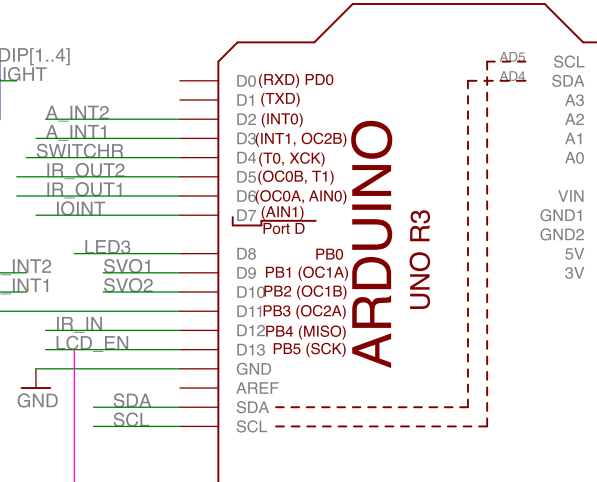 DIP[1..4]
IGHT
AD5 SCL
AD4 SDA
D0 (RXD) PD0
D1 (TXD) A3
A_INT2 D2 (INT0) A2
A_INT1 D3 (INT1, OC2B) A1
SWITCHR D4 (T0, XCK) A0
IR_OUT2 D5 (OC0B, T1)
IR_OUT1 D6 (OC0A, AIN0) VIN
IOINT D7 (AIN1) GND1
Port D GND2
LED3 D8 PB0 5V
_INT2 SVO1 D9 PB1 (OC1A) 3V
_INT1 SVO2 D10 PB2 (OC1B)
D11 PB3 (OC2A)
IR_IN D12 PB4 (MISO)
LCD_EN D13 PB5 (SCK)
GND
AREF
GND
SDA SDA
SCL SCL
ARDUINO
UNO R3